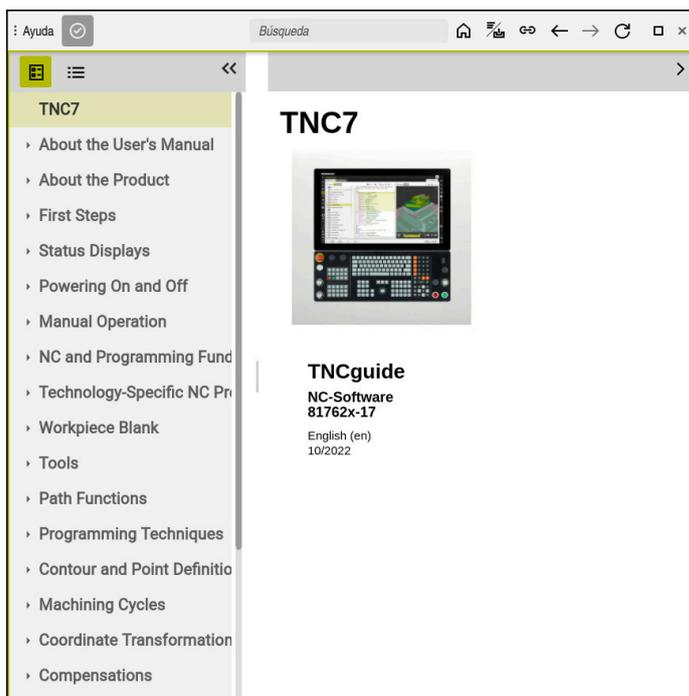 Ayuda
Búsqueda
TNC7
About the User's Manual
About the Product
First Steps
Status Displays
Powering On and Off
Manual Operation
NC and Programming Fund
Technology-Specific NC Pr
Workpiece Blank
Tools
Path Functions
Programming Techniques
Contour and Point Definitio
Machining Cycles
Coordinate Transformation
Compensations
TNC7
TNCguide
NC-Software
81762x-17
English (en)
10/2022